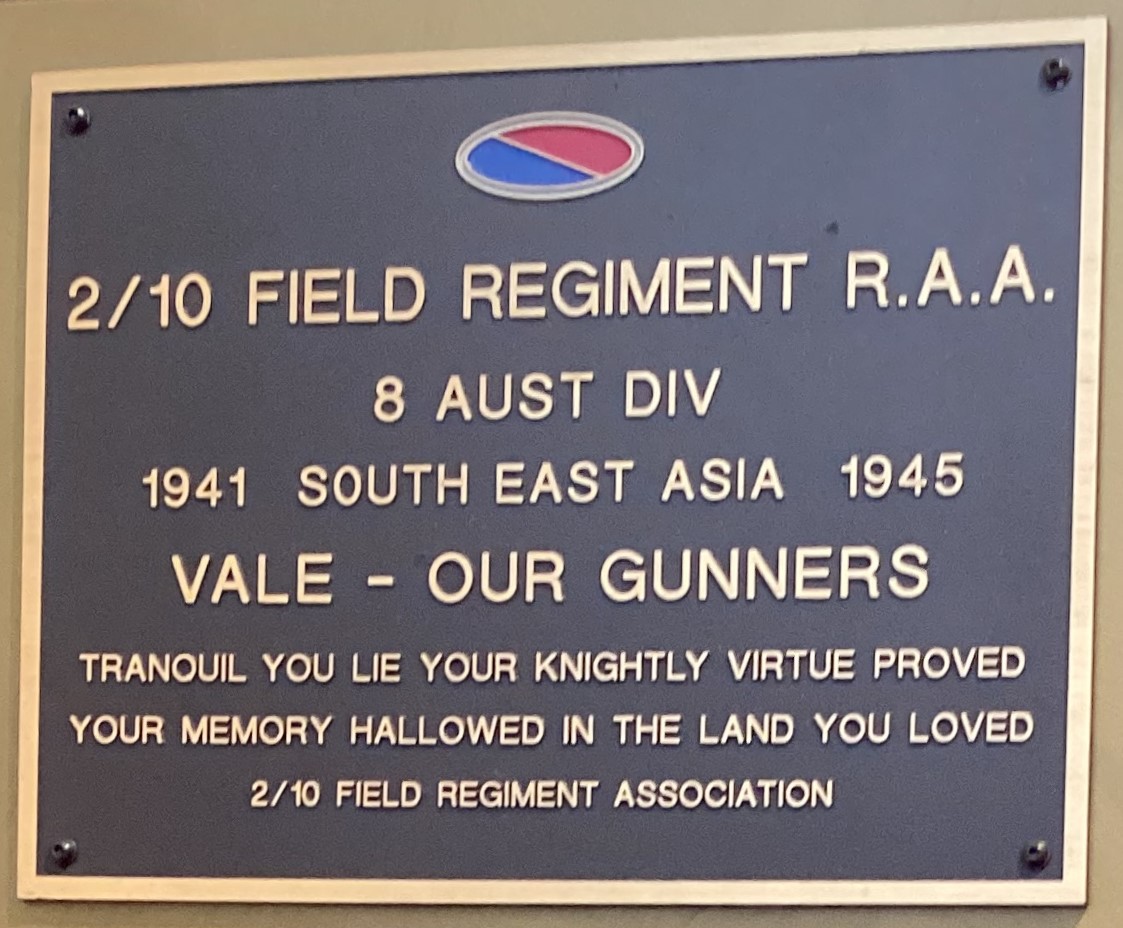 2/10 FIELD REGIMENT R.A.A.
8 AUST DIV
1941 SOUTH EAST ASIA 1945
VALE - OUR GUNNERS
TRANQUIL YOU LIE YOUR KNIGHTLY VIRTUE PROVED
YOUR MEMORY HALLOWED IN THE LAND YOU LOVED
2/10 FIELD REGIMENT ASSOCIATION